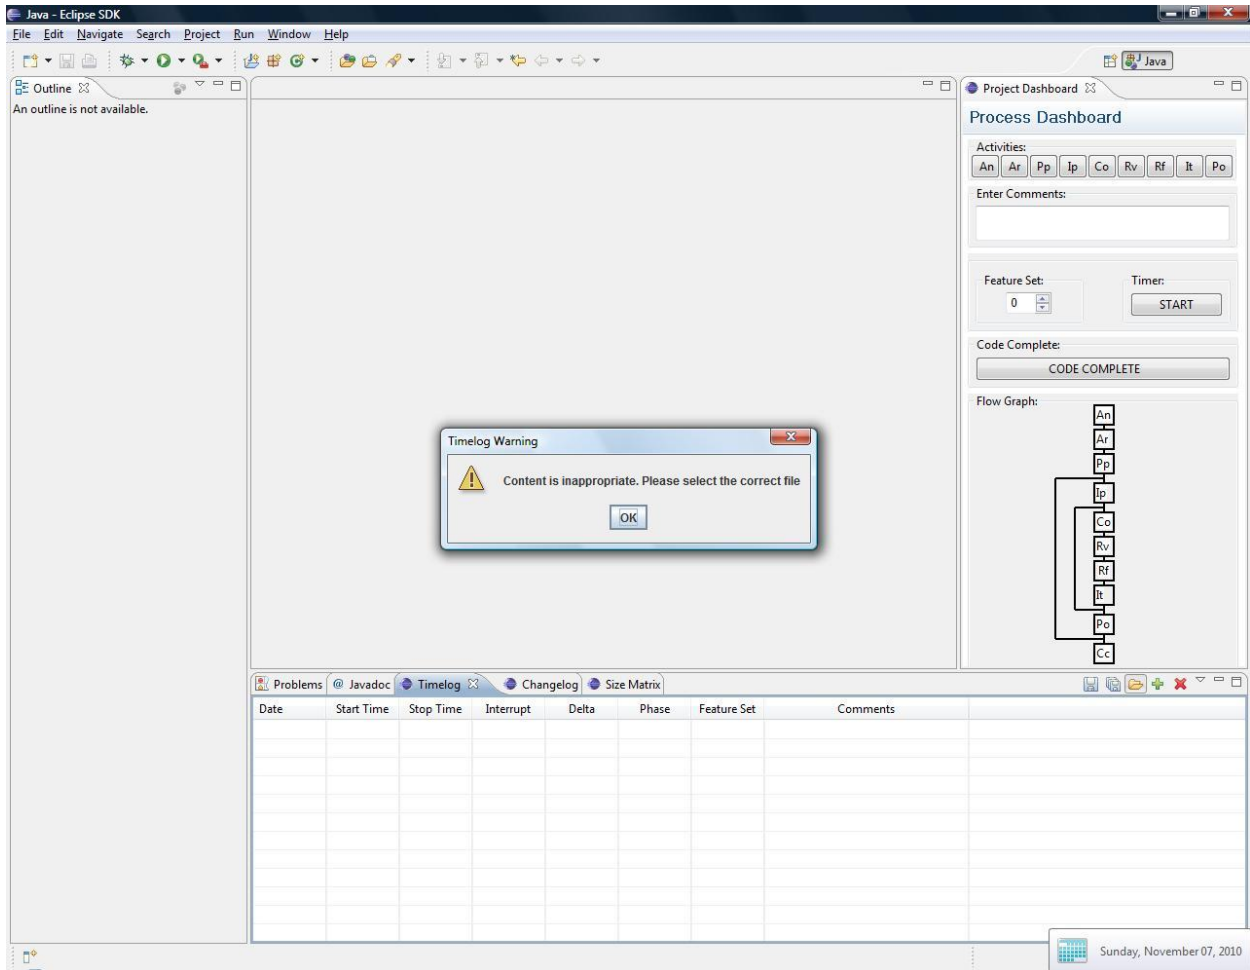 Java - Eclipse SDK
File Edit Navigate Search Project Run Window Help
Java
Outline
An outline is not available.
Project Dashboard
Process Dashboard
Activities:
An Ar Pp Ip Co Rv Rf It Po
Enter Comments:
Feature Set: Timer:
0 START
Code Complete:
CODE COMPLETE
Flow Graph:
An
Ar
Pp
Ip
Co
Rv
Rf
It
Po
Cc
Timelog Warning
Content is inappropriate. Please select the correct file
OK
Problems @ Javadoc Timelog Changelog Size Matrix
Date Start Time Stop Time Interrupt Delta Phase Feature Set Comments
Sunday, November 07, 2010